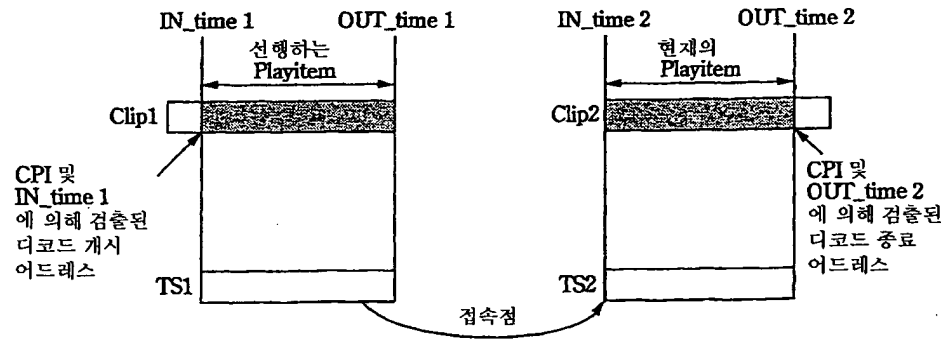 IN_time 1
OUT_time 1
IN_time 2
OUT_time 2
선행하는
Playitem
현재의
Playitem
Clip1
Clip2
CPI 및
IN_time 1
에 의해 검출된
디코드 개시
어드레스
CPI 및
OUT_time 2
에 의해 검출된
디코드 종료
어드레스
TS1
TS2
접속점